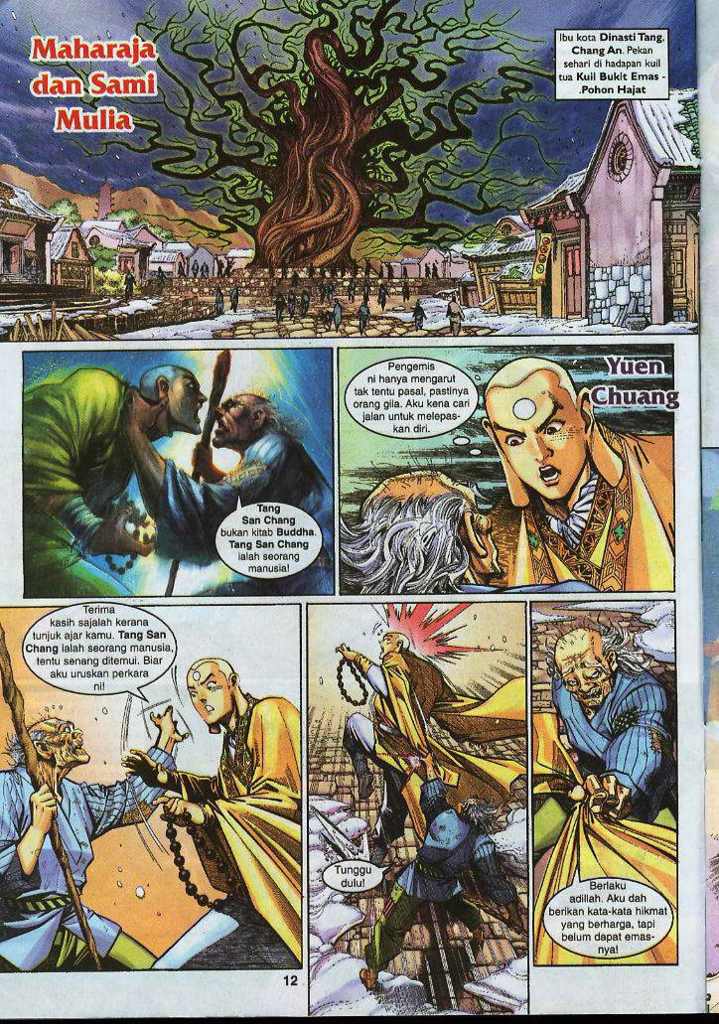 Maharaja
dan Sami
Mulia
Ibu kota Dinasti Tang,
Chang An. Pekan
sehari di hadapan kuil
tua Kuil Bukit Emas -
.Pohon Hajat
Tang
San Chang
bukan kitab Buddha.
Tang San Chang
ialah seorang
manusia!
Pengemis
ni hanya mengarut
tak tentu pasal, pastinya
orang gila. Aku kena cari
jalan untuk melepas-
kan diri.
Yuen
Chuang
Terima
kasih sajalah kerana
tunjuk ajar kamu. Tang San
Chang ialah seorang manusia,
tentu senang ditemui. Biar
aku uruskan perkara
ni!
Tunggu
dulu!
Berlaku
adillah. Aku dah
berikan kata-kata hikmat
yang berharga, tapi
belum dapat emas-
nya!
12